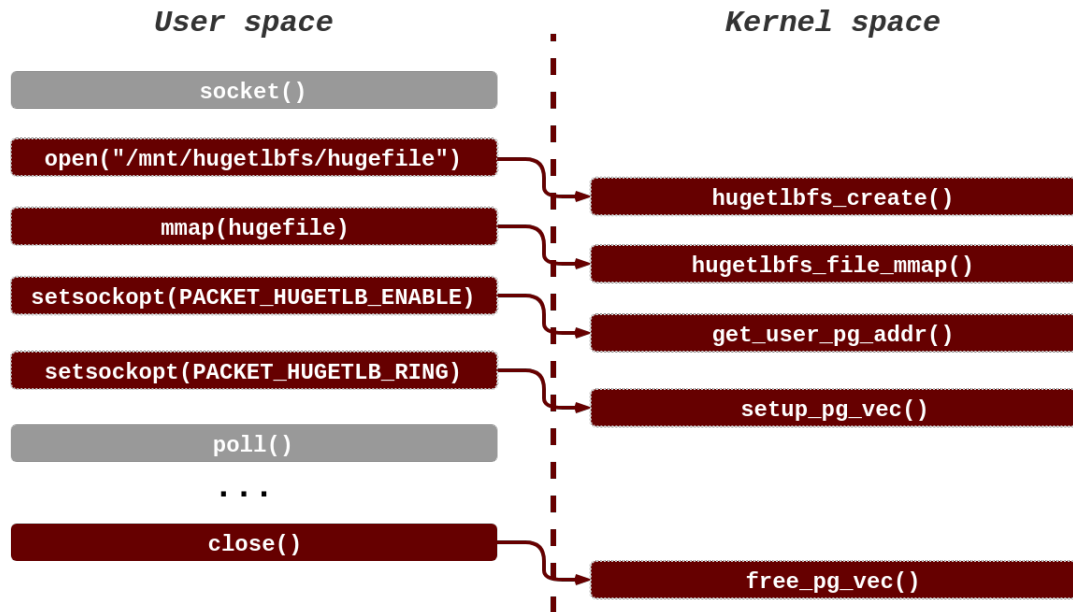 User space
Kernel space
socket()
open("/mnt/hugetlbfs/hugefile")
hugetlbfs_create()
mmap(hugefile)
hugetlbfs_file_mmap()
setsockopt(PACKET_HUGETLB_ENABLE)
get_user_pg_addr()
setsockopt(PACKET_HUGETLB_RING)
setup_pg_vec()
poll()
...
close()
free_pg_vec()